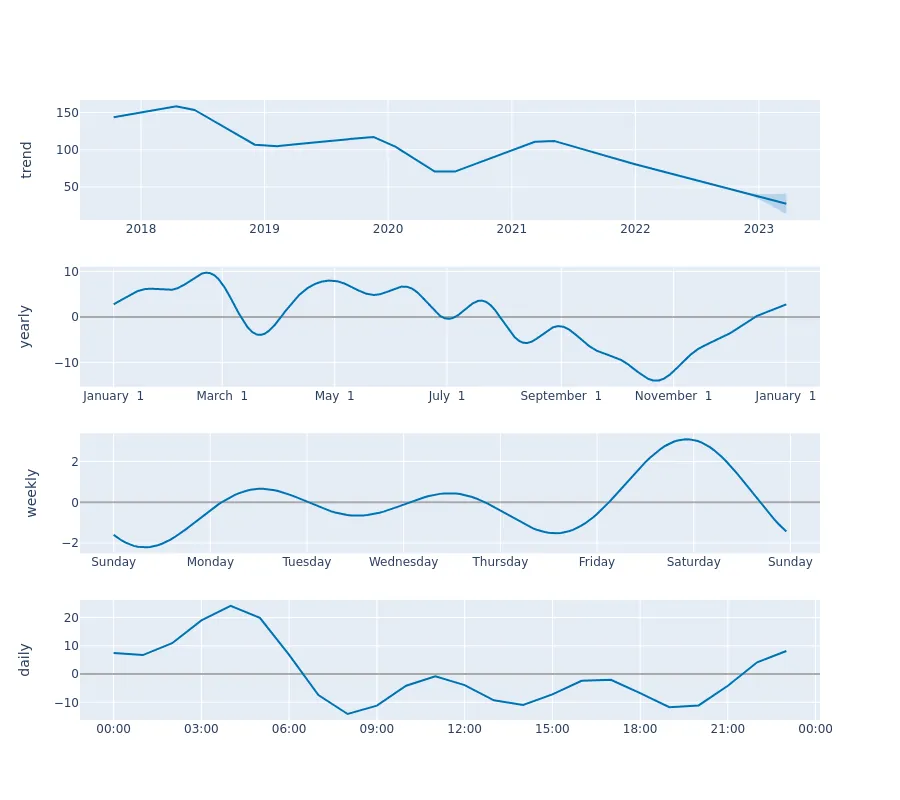 trend
150
100
50
2018 2019 2020 2021 2022 2023
yearly
10
0
−10
January 1 March 1 May 1 July 1 September 1 November 1 January 1
weekly
2
0
−2
Sunday Monday Tuesday Wednesday Thursday Friday Saturday Sunday
daily
20
10
0
−10
00:00 03:00 06:00 09:00 12:00 15:00 18:00 21:00 00:00